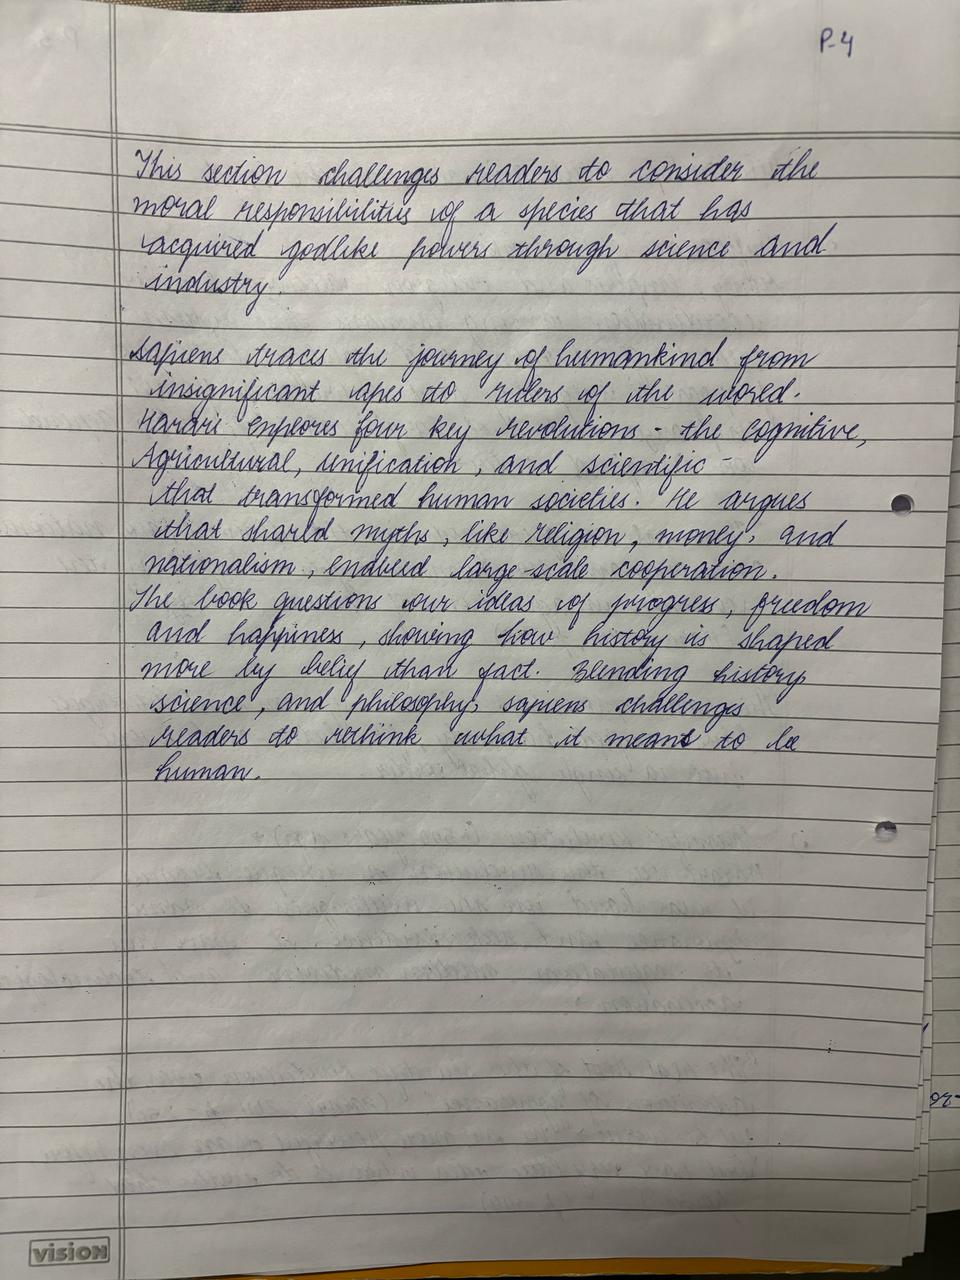 P-4
This section challenges readers to consider the
moral responsibilities of a species that has
acquired godlike powers through science and
industry.
Sapiens traces the journey of humankind from
insignificant apes to rulers of the world.
Harari explores four key revolutions - the cognitive,
Agricultural, unification, and scientific -
that transformed human societies. He argues
that shared myths, like religion, money, and
nationalism, enabled large-scale cooperation.
The book questions our ideas of progress, freedom
and happiness, showing how history is shaped
more by belief than fact. Blending history,
science, and philosophy, sapiens challenges
readers to rethink what it means to be
human.
vision